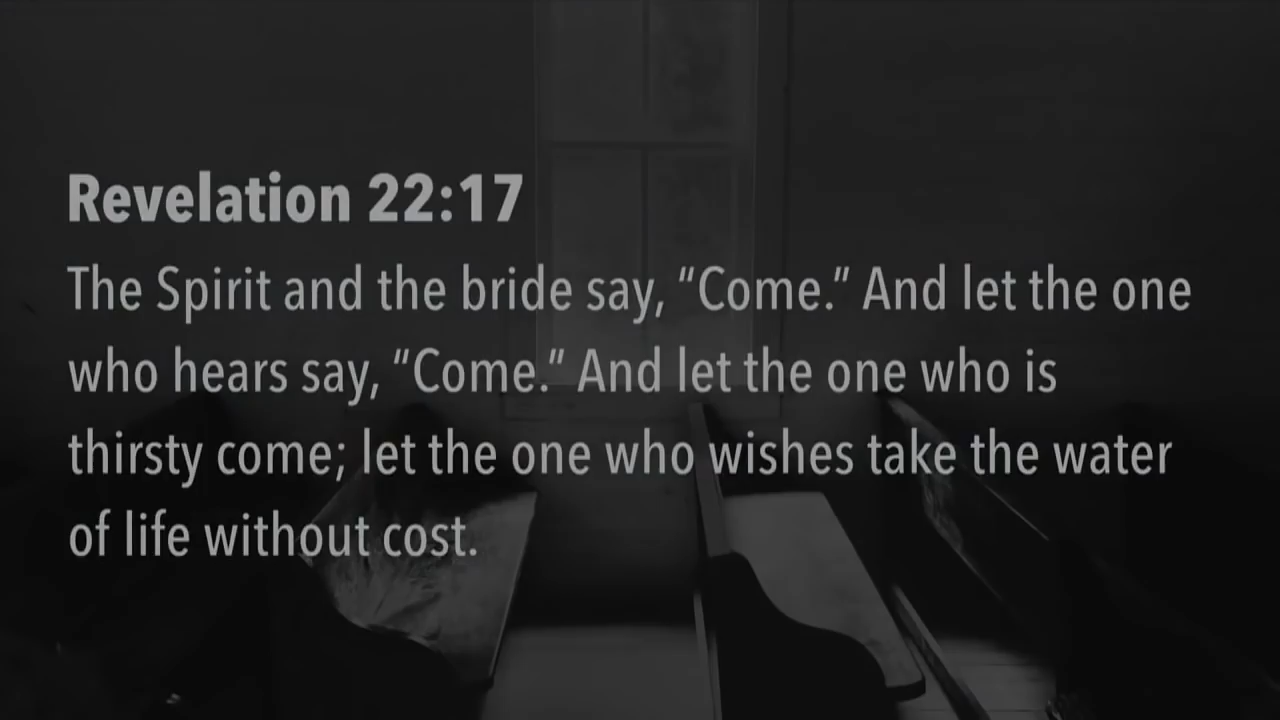 Revelation 22:17
The Spirit and the bride say, “Come.” And let the one
who hears say, “Come.” And let the one who is
thirsty come; let the one who wishes take the water
of life without cost.